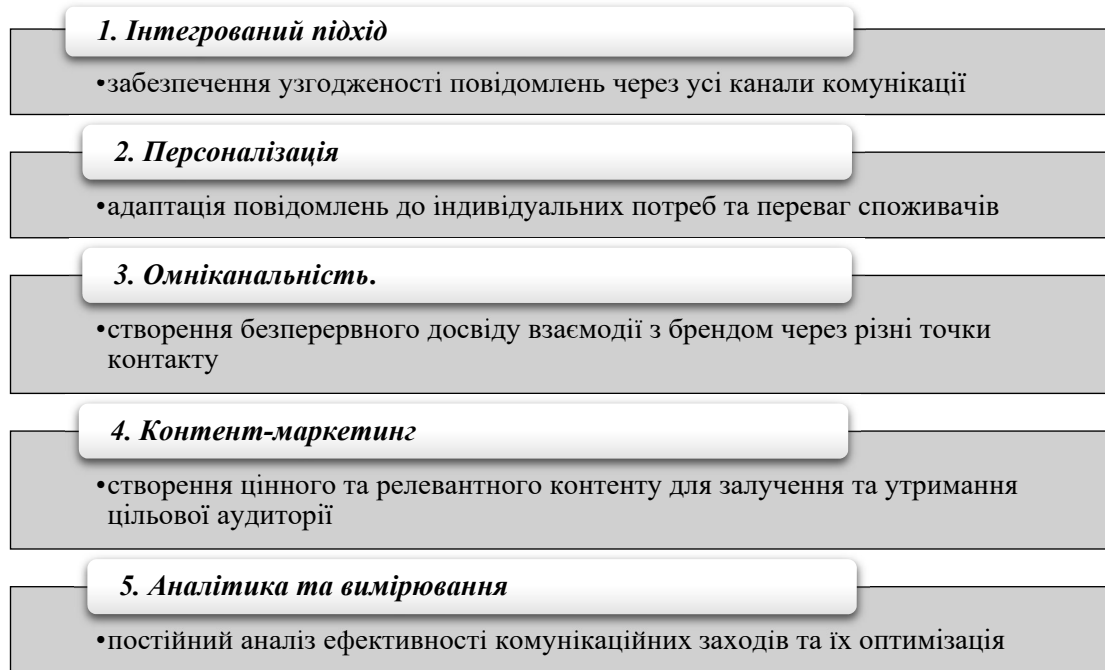 1. Інтегрований підхід
•забезпечення узгодженості повідомлень через усі канали комунікації
2. Персоналізація
•адаптація повідомлень до індивідуальних потреб та переваг споживачів
3. Омніканальність.
•створення безперервного досвіду взаємодії з брендом через різні точки
контакту
4. Контент-маркетинг
•створення цінного та релевантного контенту для залучення та утримання
цільової аудиторії
5. Аналітика та вимірювання
•постійний аналіз ефективності комунікаційних заходів та їх оптимізація